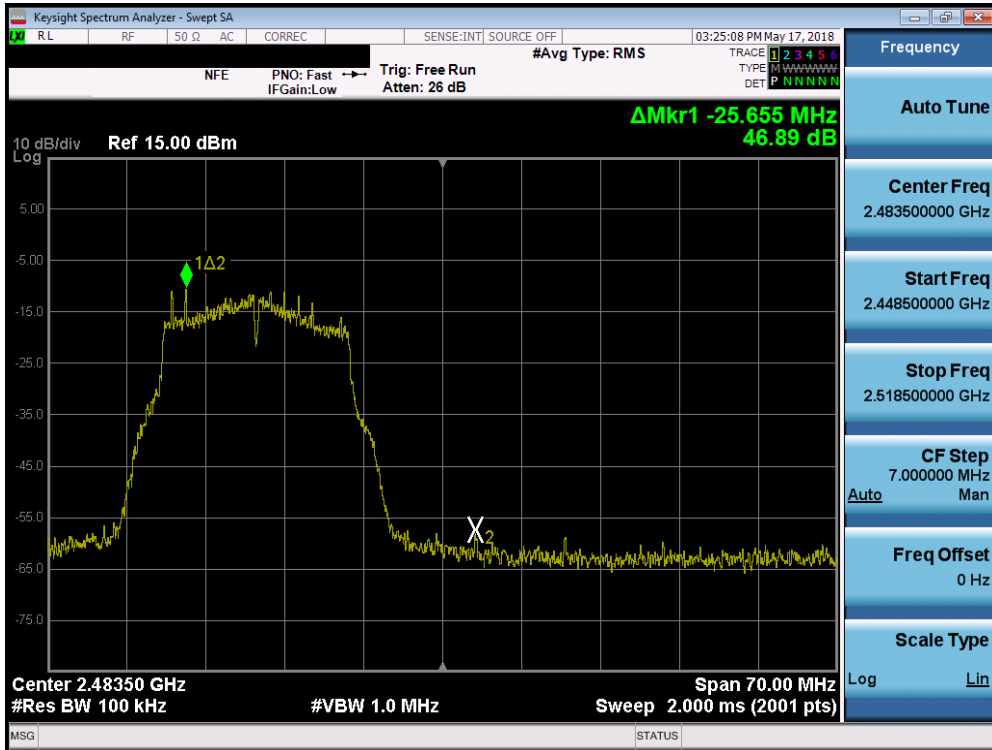 Keysight Spectrum Analyzer - Swept SA
LXI RL RF 50 Ω AC CORREC SENSE:INT SOURCE OFF 03:25:08 PM May 17, 2018
#Avg Type: RMS TRACE 1 2 3 4 5 6
NFE PNO: Fast Trig: Free Run TYPE M WWWWW
IFGain:Low Atten: 26 dB DET P N N N N N
ΔMkr1 -25.655 MHz
46.89 dB
10 dB/div Ref 15.00 dBm
Log
5.00
-5.00
1Δ2
-15.0
-25.0
-35.0
-45.0
-55.0
X2
-65.0
-75.0
Center 2.48350 GHz Span 70.00 MHz
#Res BW 100 kHz #VBW 1.0 MHz Sweep 2.000 ms (2001 pts)
MSG STATUS
Frequency
Auto Tune
Center Freq
2.483500000 GHz
Start Freq
2.448500000 GHz
Stop Freq
2.518500000 GHz
CF Step
7.000000 MHz
Auto Man
Freq Offset
0 Hz
Scale Type
Log Lin